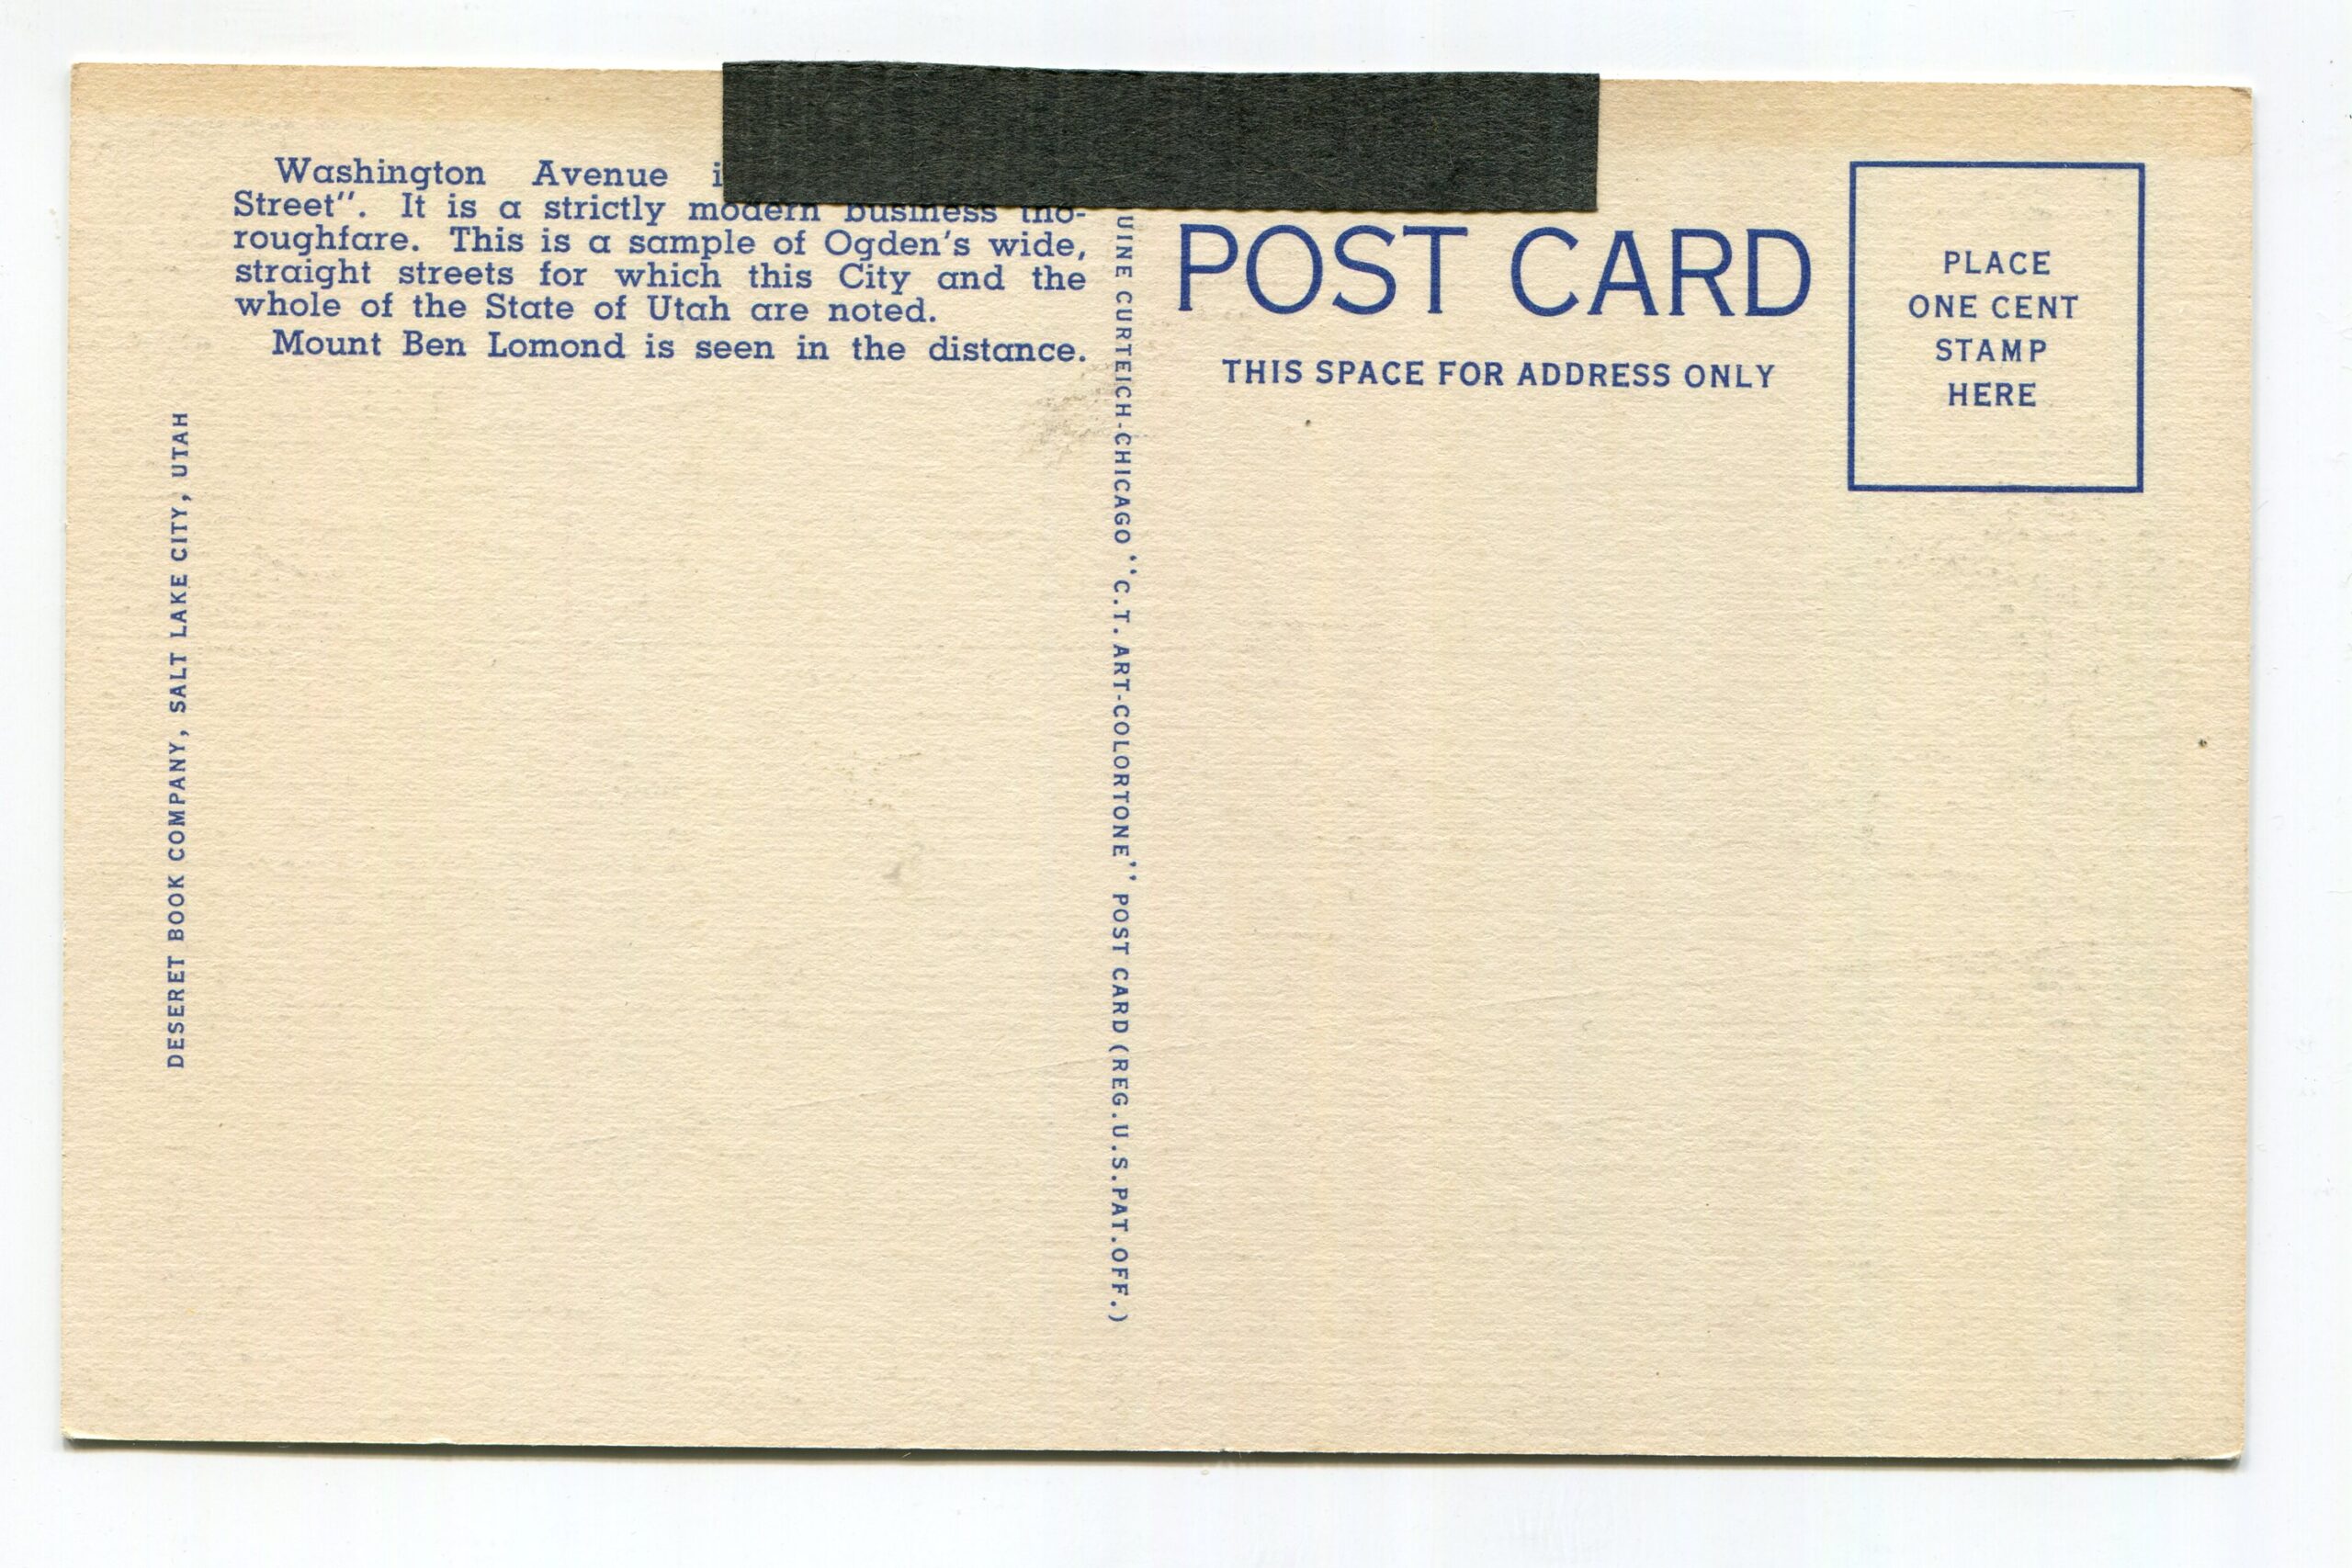 Washington Avenue
Street". It is a strictly modern business tho-
roughfare. This is a sample of Ogden's wide,
straight streets for which this City and the
whole of the State of Utah are noted.
Mount Ben Lomond is seen in the distance.
DESERET BOOK COMPANY, SALT LAKE CITY, UTAH
UINE CURTEICH-CHICAGO "C.T. ART-COLORTONE" POST CARD (REG. U.S. PAT. OFF.)
POST CARD
THIS SPACE FOR ADDRESS ONLY
PLACE
ONE CENT
STAMP
HERE